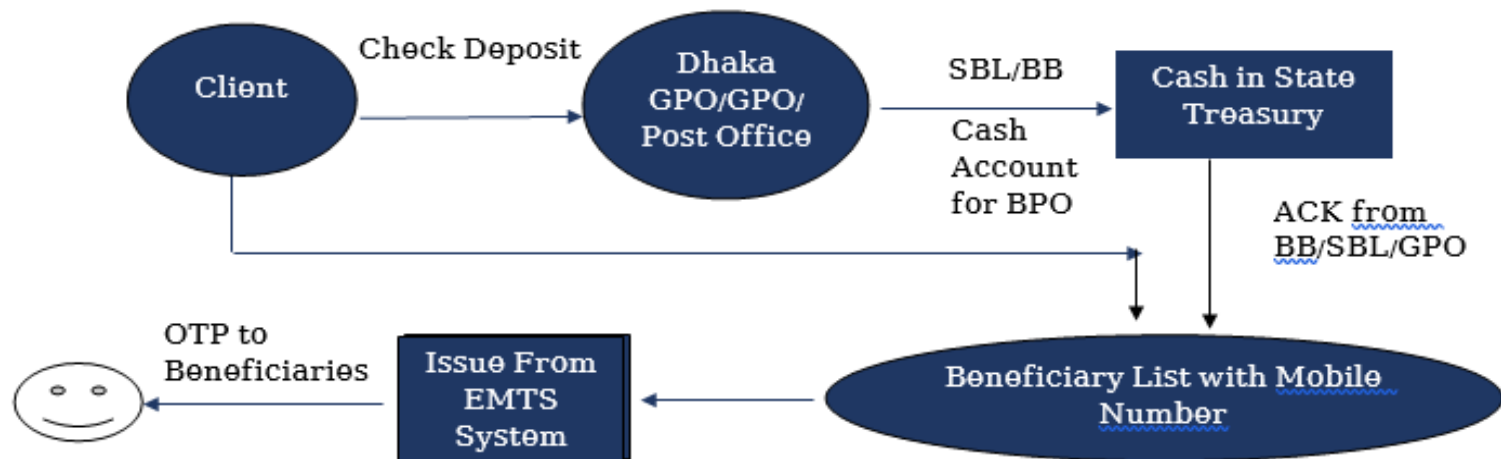 Client
Check Deposit
Dhaka
GPO/GPO/
Post Office
SBL/BB
Cash
Account
for BPO
Cash in State
Treasury
ACK from
BB/SBL/GPO
Beneficiary List with Mobile
Number
Issue From
EMTS
System
OTP to
Beneficiaries